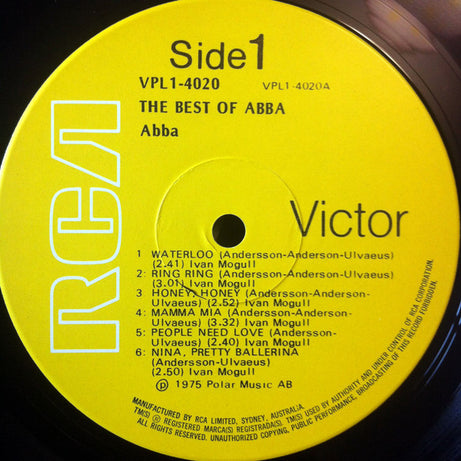 Side 1
VPL1-4020 VPL1-4020A
THE BEST OF ABBA
Abba
RCA
Victor
1 WATERLOO (Andersson-Anderson-Ulvaeus)
(2.41) Ivan Mogull
2: RING RING (Andersson-Anderson-Ulvaeus)
(3.01) Ivan Mogull
3 HONEY, HONEY (Andersson-Anderson-
Ulvaeus) (2.52) Ivan Mogull
4: MAMMA MIA (Andersson-Anderson-
Ulvaeus) (3.32) Ivan Mogull
5: PEOPLE NEED LOVE (Andersson-
Ulvaeus) (2.40) Ivan Mogull
6: NINA, PRETTY BALLERINA
(Andersson-Ulvaeus)
(2.50) Ivan Mogull
℗ 1975 Polar Music AB
MANUFACTURED BY RCA LIMITED, SYDNEY, AUSTRALIA.
TM(S) ® REGISTERED MARCA(S) REGISTRADA(S). TM(S) USED BY AUTHORITY AND UNDER CONTROL OF RCA CORPORATION.
ALL RIGHTS RESERVED. UNAUTHORIZED COPYING, PUBLIC PERFORMANCE, BROADCASTING OF THIS RECORD FORBIDDEN.